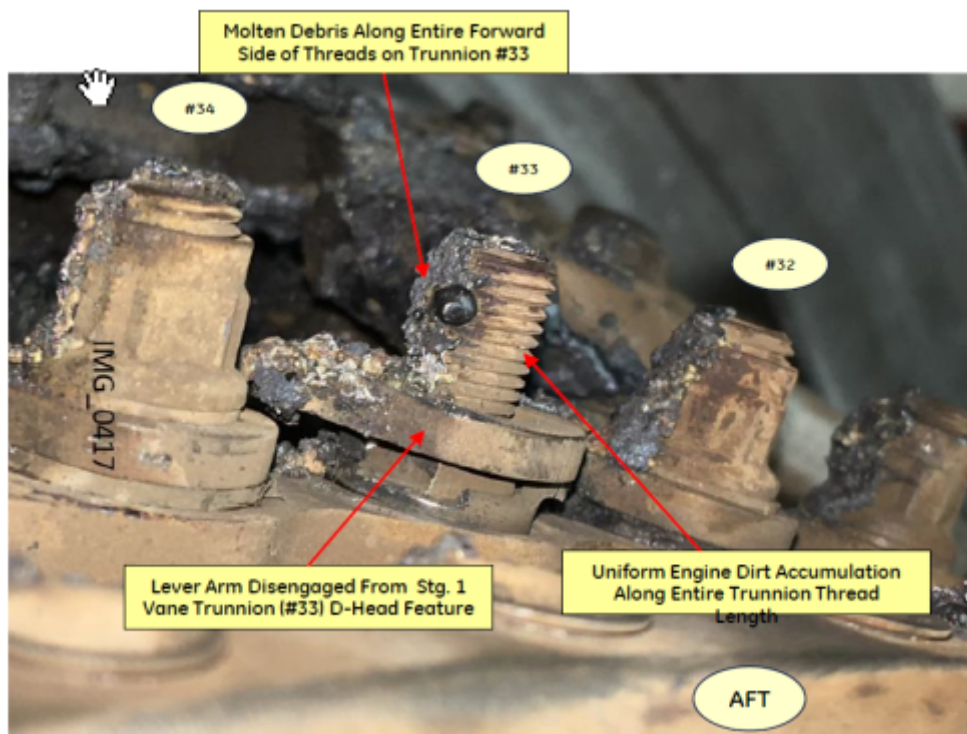 Molten Debris Along Entire Forward
Side of Threads on Trunnion #33
#34
#33
#32
IMG_0417
Lever Arm Disengaged From Stg. 1
Vane Trunnion (#33) D-Head Feature
Uniform Engine Dirt Accumulation
Along Entire Trunnion Thread
Length
AFT